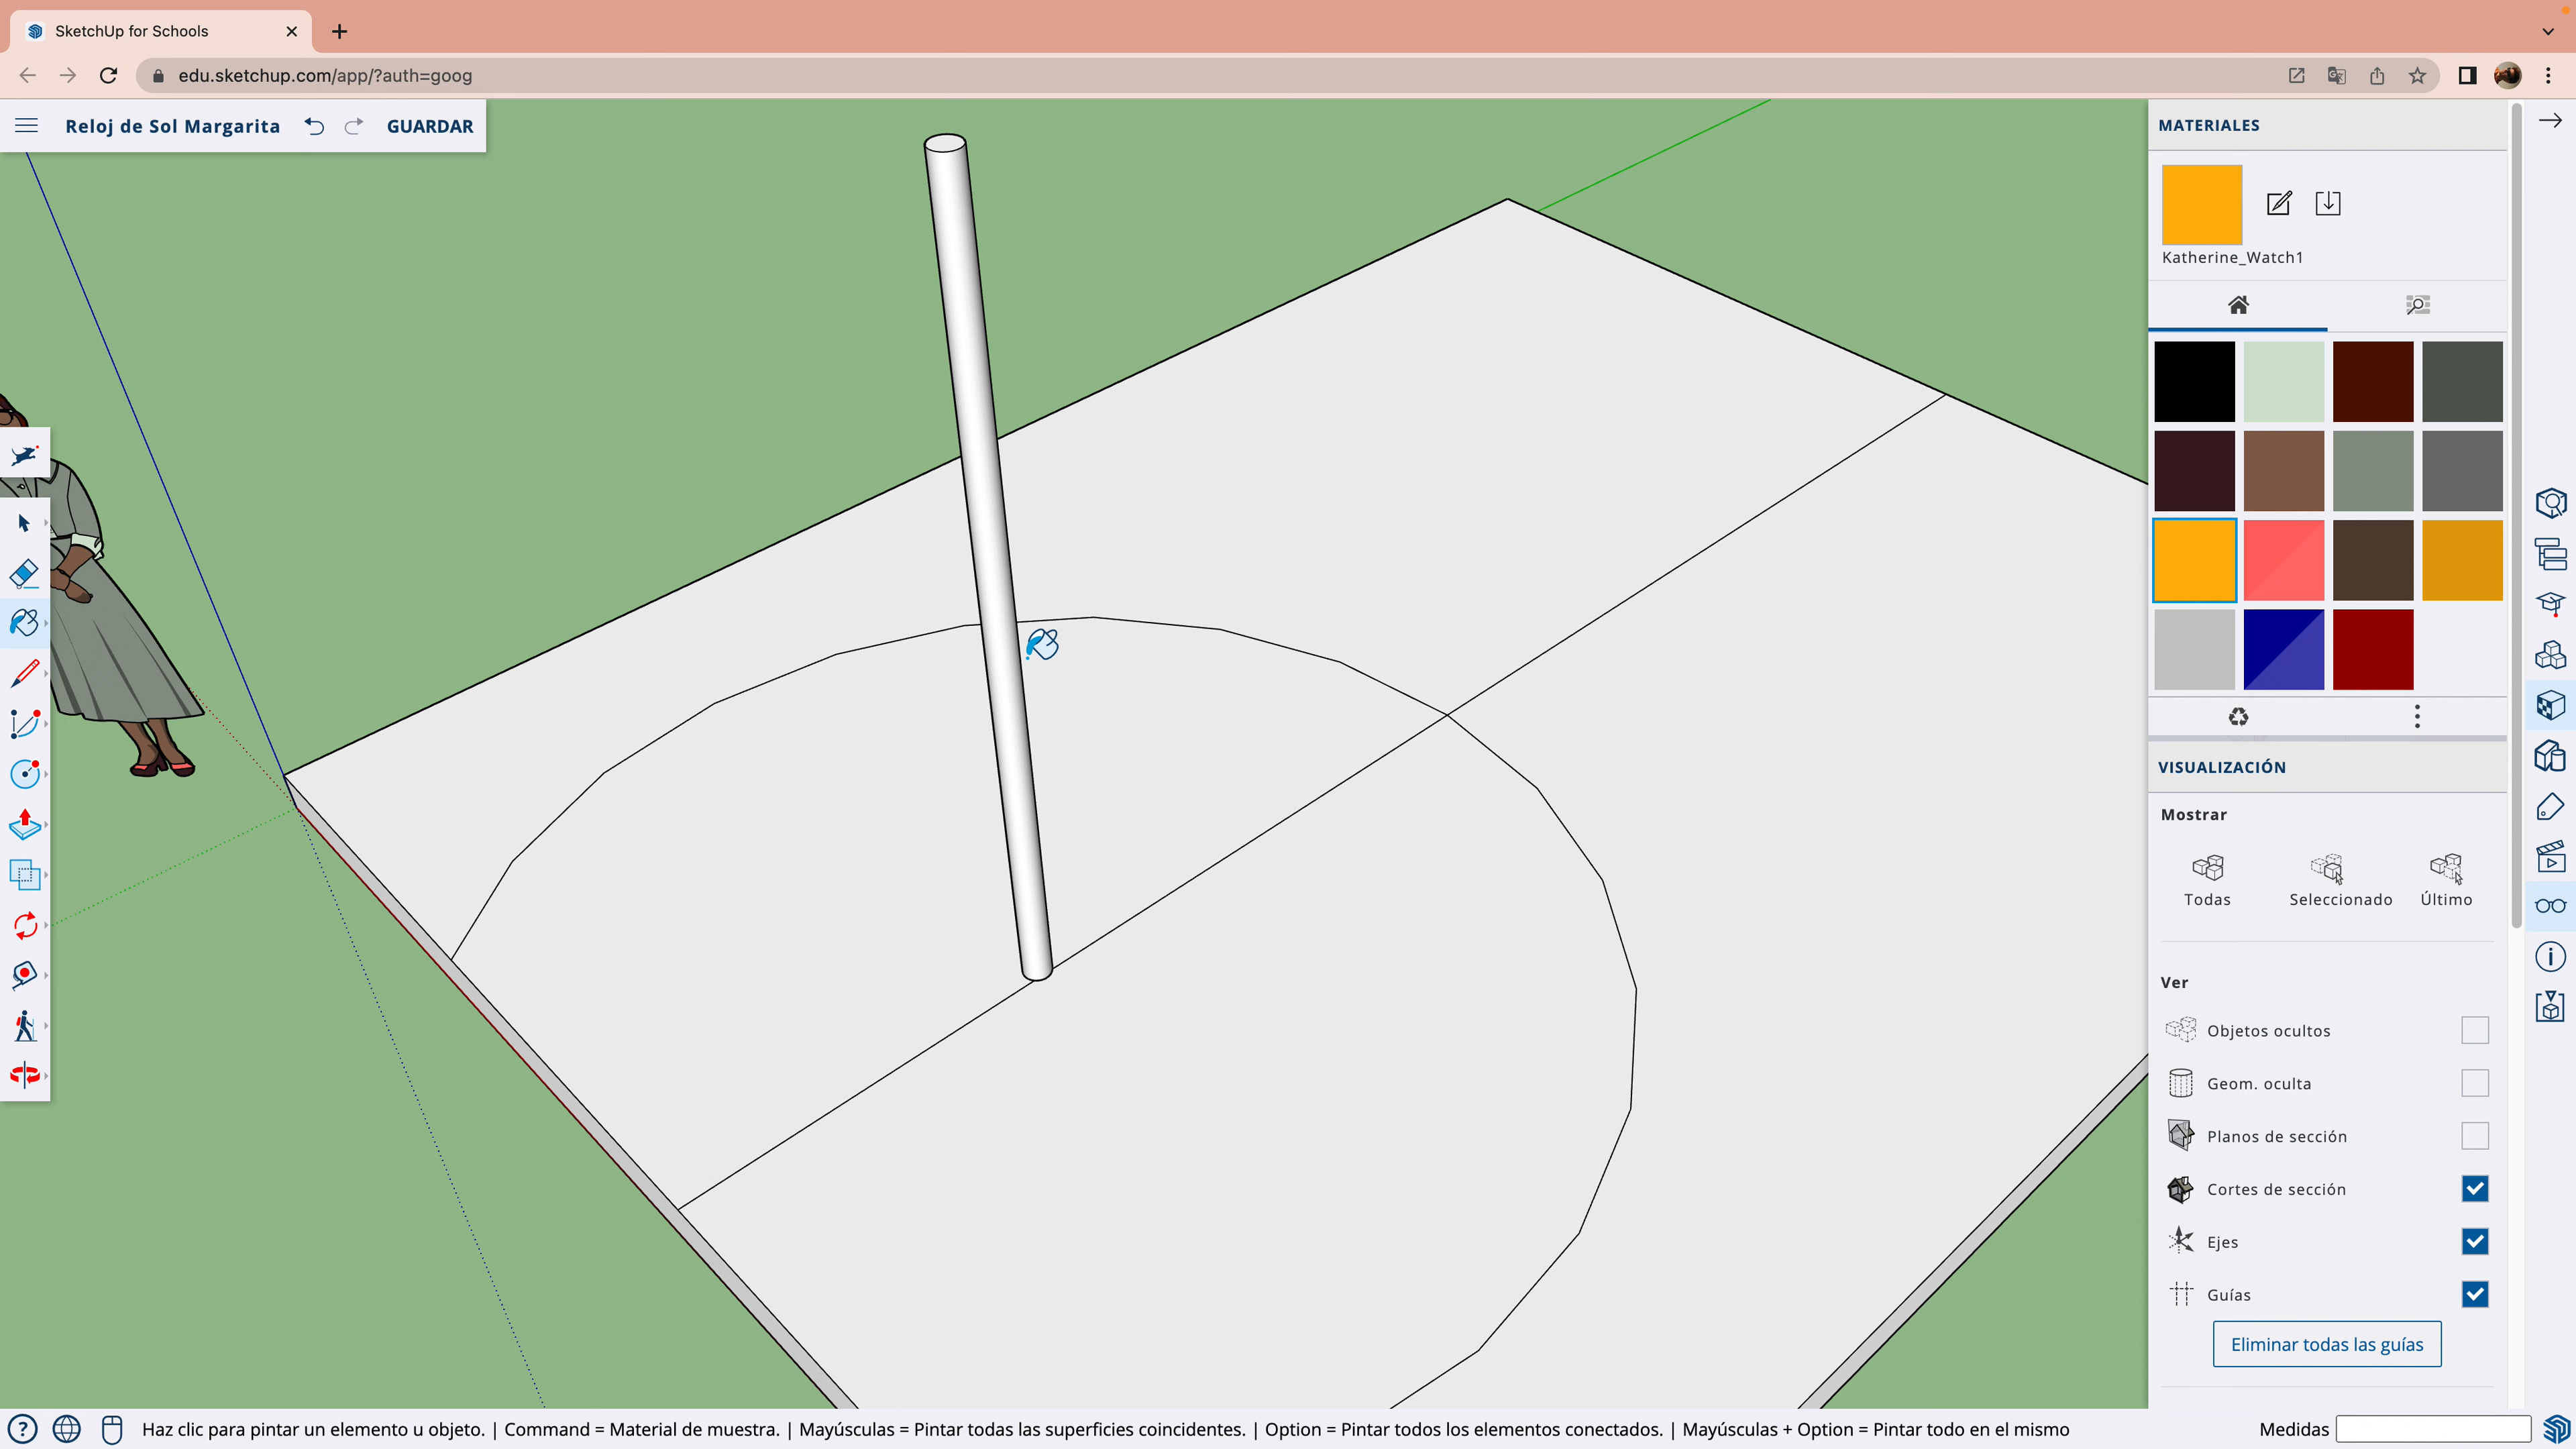 SketchUp for Schools
edu.sketchup.com/app/?auth=goog
Reloj de Sol Margarita
GUARDAR
MATERIALES
Katherine_Watch1
VISUALIZACIÓN
Mostrar
Todas Seleccionado Último
Ver
Objetos ocultos
Geom. oculta
Planos de sección
Cortes de sección
Ejes
Guías
Eliminar todas las guías
Haz clic para pintar un elemento u objeto. | Command = Material de muestra. | Mayúsculas = Pintar todas las superficies coincidentes. | Option = Pintar todos los elementos conectados. | Mayúsculas + Option = Pintar todo en el mismo Medidas